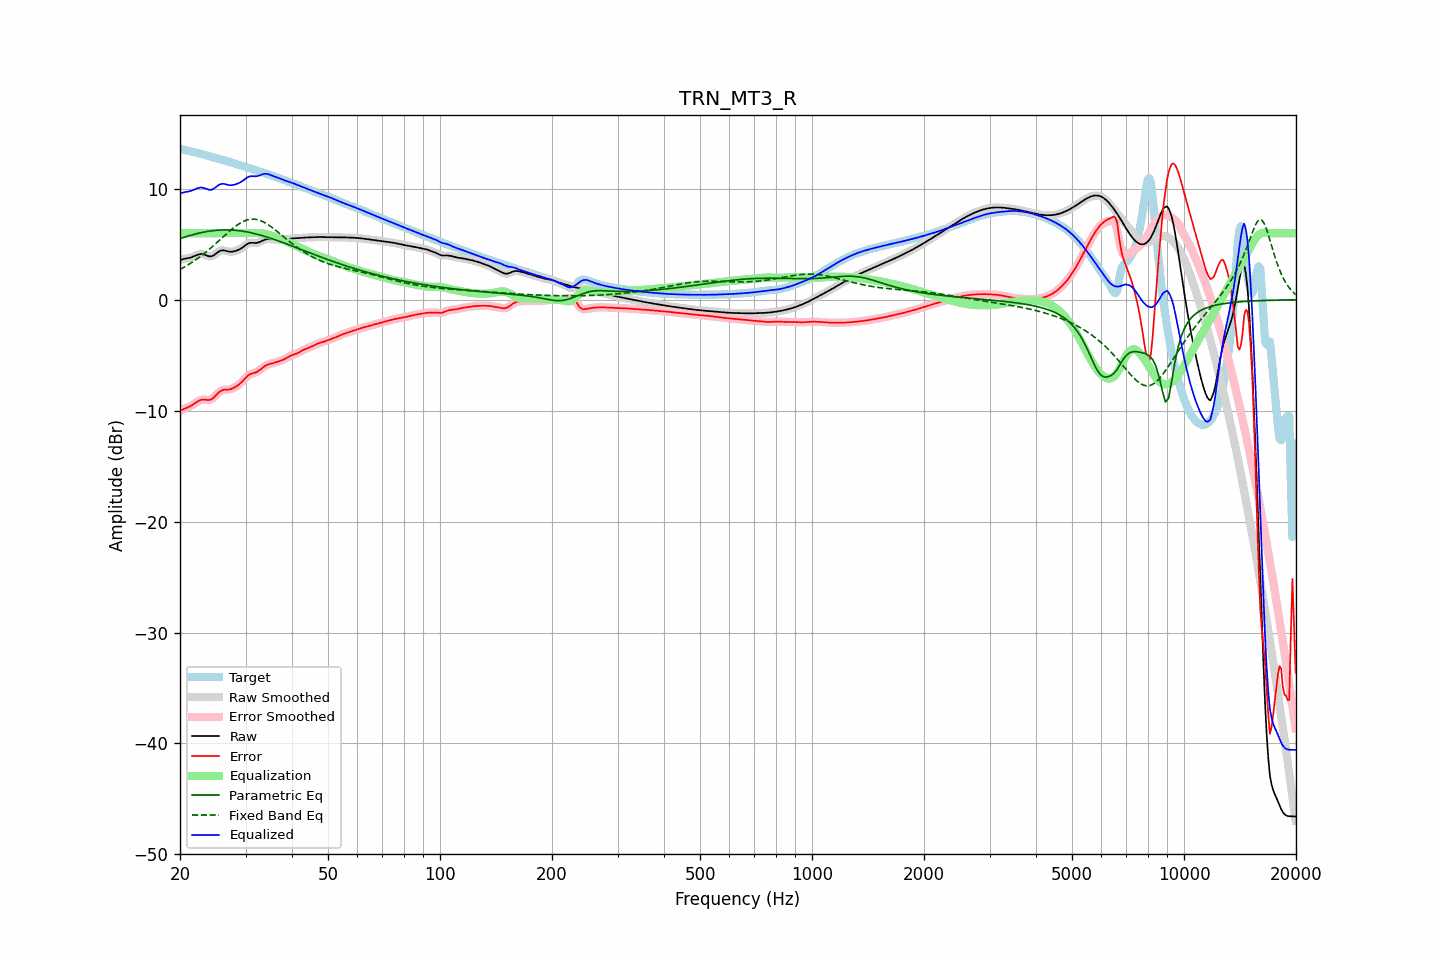 TRN_MT3_R
Amplitude (dBr)
10
0
−10
−20
−30
−40
−50
Target
Raw Smoothed
Error Smoothed
Raw
Error
Equalization
Parametric Eq
Fixed Band Eq
Equalized
20 50 100 200 500 1000 2000 5000 10000 20000
Frequency (Hz)